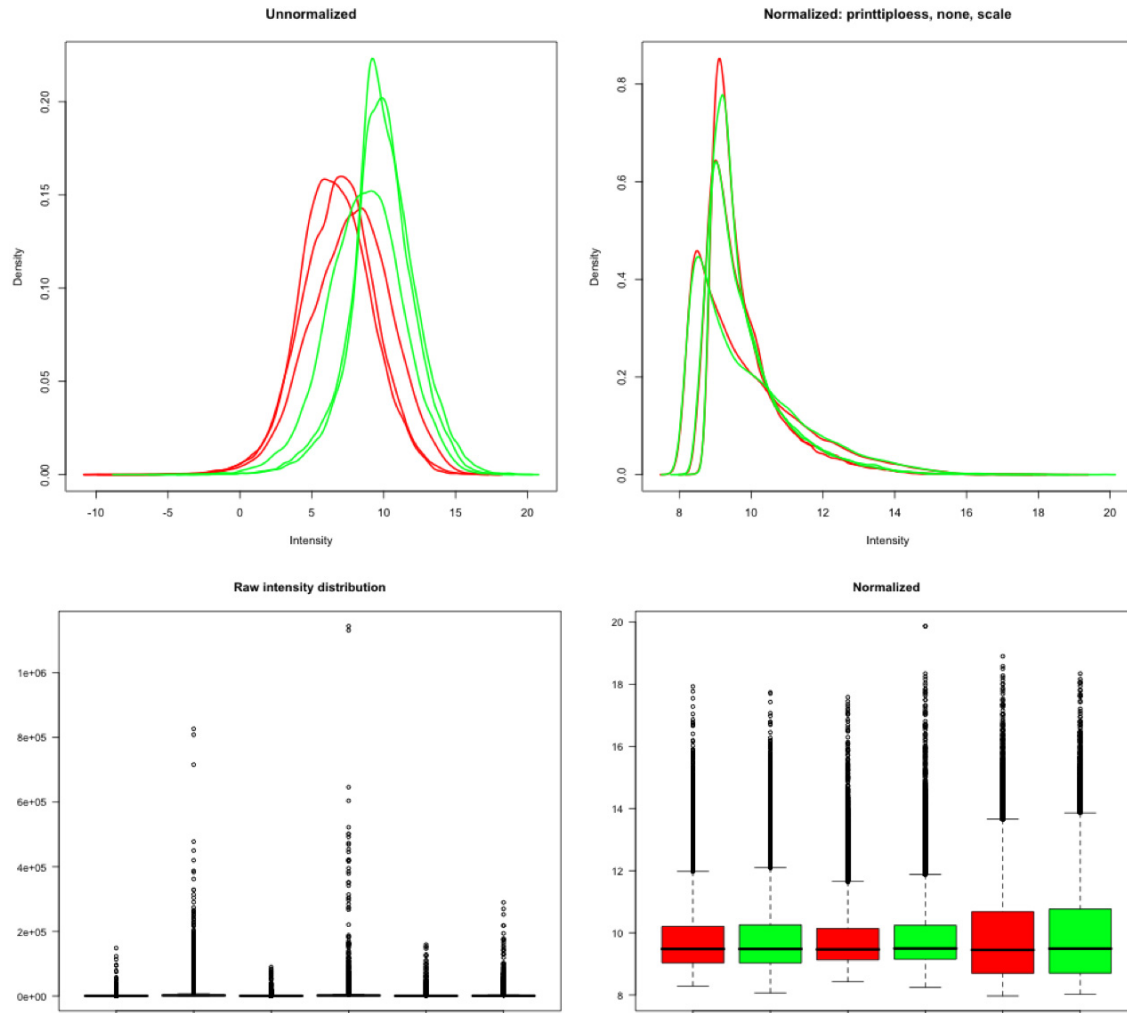 Unnormalized
0.20
0.15
0.10
0.05
0.00
Density
-10 -5 0 5 10 15 20
Intensity
Normalized: printtiploess, none, scale
0.8
0.6
0.4
0.2
0.0
Density
8 10 12 14 16 18 20
Intensity
Raw intensity distribution
1e+06
8e+05
6e+05
4e+05
2e+05
0e+00
Normalized
20
18
16
14
12
10
8